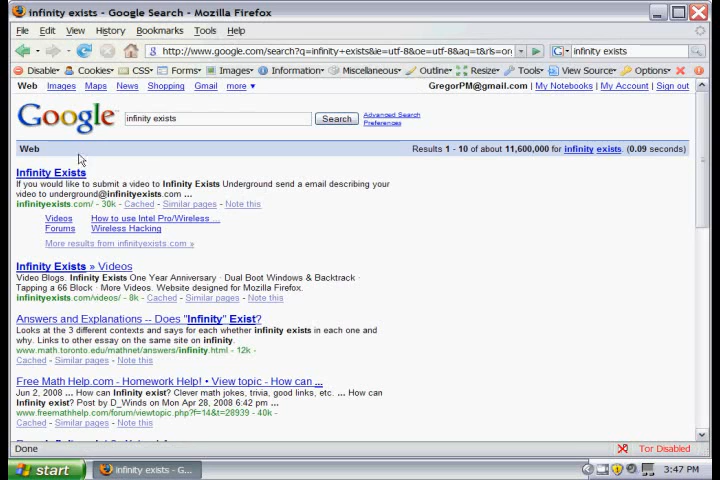 infinity exists - Google Search - Mozilla Firefox
File Edit View History Bookmarks Tools Help
http://www.google.com/search?q=infinity+exists&ie=utf-8&oe=utf-8&aq=t&rls=or
G infinity exists
Disable Cookies CSS Forms Images Information Miscellaneous Outline Resize Tools View Source Options
Web Images Maps News Shopping Gmail more ▼ GregorPM@gmail.com | My Notebooks | My Account | Sign out
Google infinity exists Search Advanced Search
Preferences
Web Results 1 - 10 of about 11,600,000 for infinity exists. (0.09 seconds)
Infinity Exists
If you would like to submit a video to Infinity Exists Underground send a email describing your
video to underground@infinityexists.com ...
infinityexists.com/ - 30k - Cached - Similar pages - Note this
Videos How to use Intel Pro/Wireless ...
Forums Wireless Hacking
More results from infinityexists.com »
Infinity Exists » Videos
Video Blogs. Infinity Exists One Year Anniversary · Dual Boot Windows & Backtrack ·
Tapping a 66 Block · More Videos. Website designed for Mozilla Firefox.
infinityexists.com/videos/ - 8k - Cached - Similar pages - Note this
Answers and Explanations -- Does "Infinity" Exist?
Looks at the 3 different contexts and says for each whether infinity exists in each one and
why. Links to other essay on the same site on infinity.
www.math.toronto.edu/mathnet/answers/infinity.html - 12k -
Cached - Similar pages - Note this
Free Math Help.com - Homework Help! • View topic - How can ...
Jun 2, 2008 ... How can Infinity exist? Clever math jokes, trivia, good links, etc. ... How can
Infinity exist? Post by D_Winds on Mon Apr 28, 2008 6:42 pm ...
www.freemathhelp.com/forum/viewtopic.php?f=14&t=28939 - 40k -
Cached - Similar pages - Note this
Done Tor Disabled
start infinity exists - G... 3:47 PM